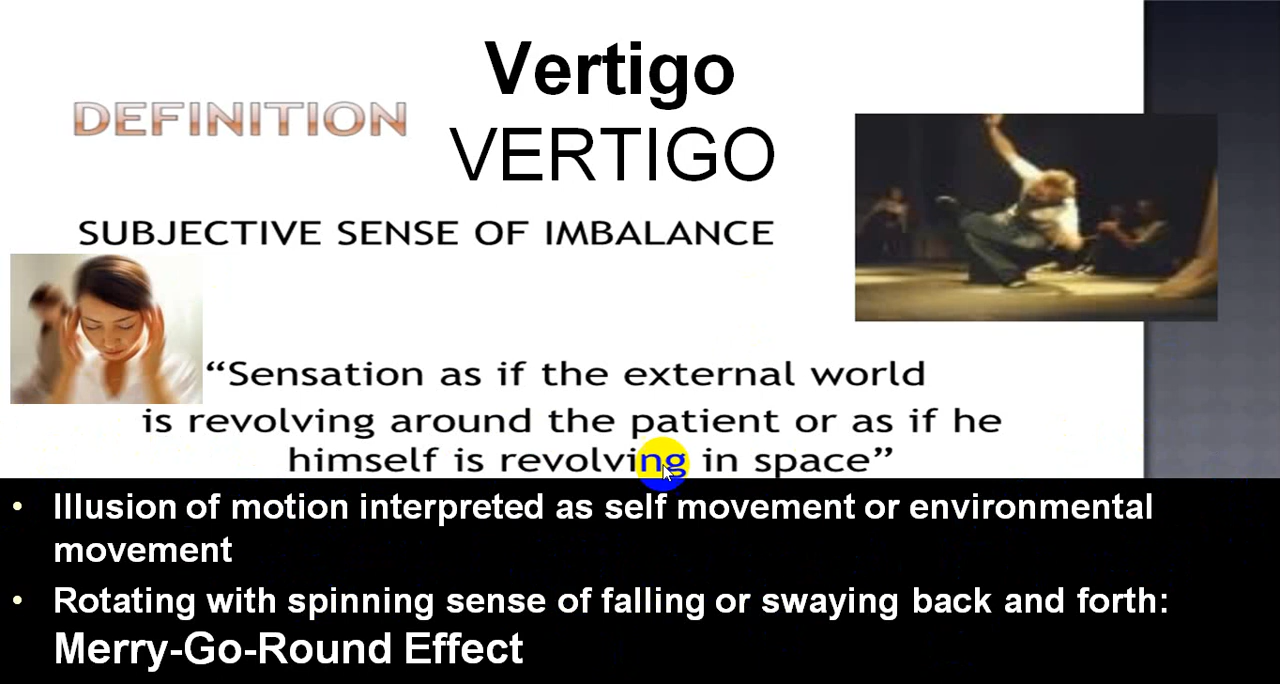 Vertigo
DEFINITION
VERTIGO
SUBJECTIVE SENSE OF IMBALANCE
“Sensation as if the external world
is revolving around the patient or as if he
himself is revolving in space”
• Illusion of motion interpreted as self movement or environmental
movement
• Rotating with spinning sense of falling or swaying back and forth:
Merry-Go-Round Effect